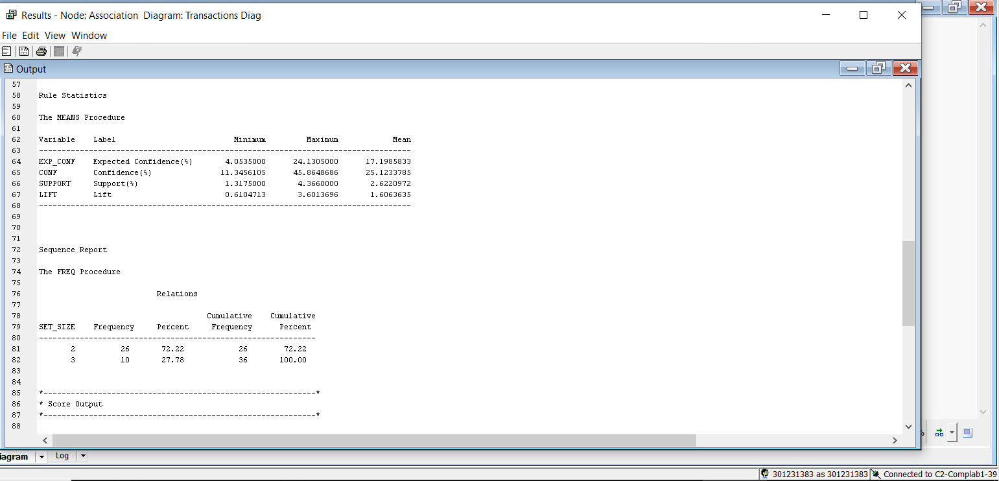 Results - Node: Association Diagram: Transactions Diag
File Edit View Window
Output
57
58 Rule Statistics
59
60 The MEANS Procedure
61
62 Variable Label Minimum Maximum Mean
63 ----------------------------------------------------------------------------------
64 EXP_CONF Expected Confidence(%) 4.0535000 24.1305000 17.1985833
65 CONF Confidence(%) 11.3456105 45.8648686 25.1233785
66 SUPPORT Support(%) 1.3175000 4.3660000 2.6220972
67 LIFT Lift 0.6104713 3.6013696 1.6063635
68 ----------------------------------------------------------------------------------
69
70
71
72 Sequence Report
73
74 The FREQ Procedure
75
76 Relations
77
78 Cumulative Cumulative
79 SET_SIZE Frequency Percent Frequency Percent
80 -------------------------------------------------------------
81 2 26 72.22 26 72.22
82 3 10 27.78 36 100.00
83
84
85 *------------------------------------------------------------*
86 * Score Output
87 *------------------------------------------------------------*
88
iagram Log
301231383 as 301231383 Connected to C2-Complab1-39